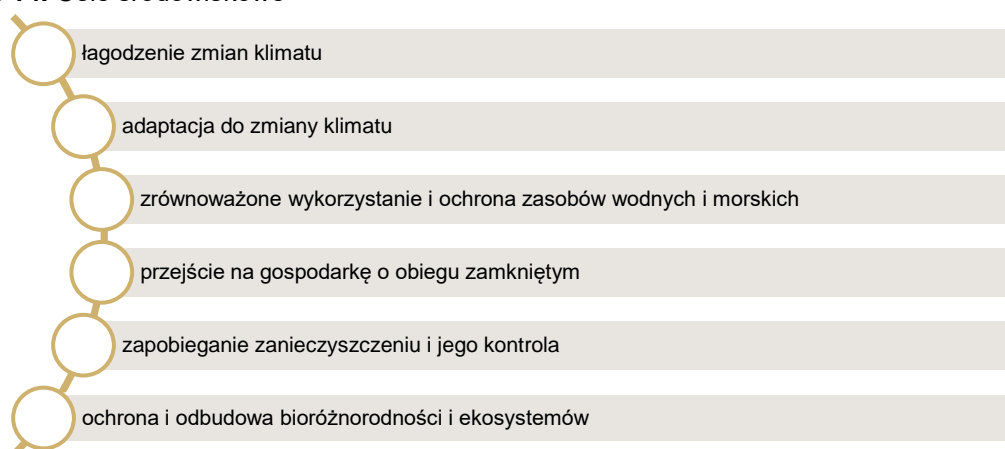 łagodzenie zmian klimatu
adaptacja do zmiany klimatu
zrównoważone wykorzystanie i ochrona zasobów wodnych i morskich
przejście na gospodarkę o obiegu zamkniętym
zapobieganie zanieczyszczeniu i jego kontrola
ochrona i odbudowa bioróżnorodności i ekosystemów